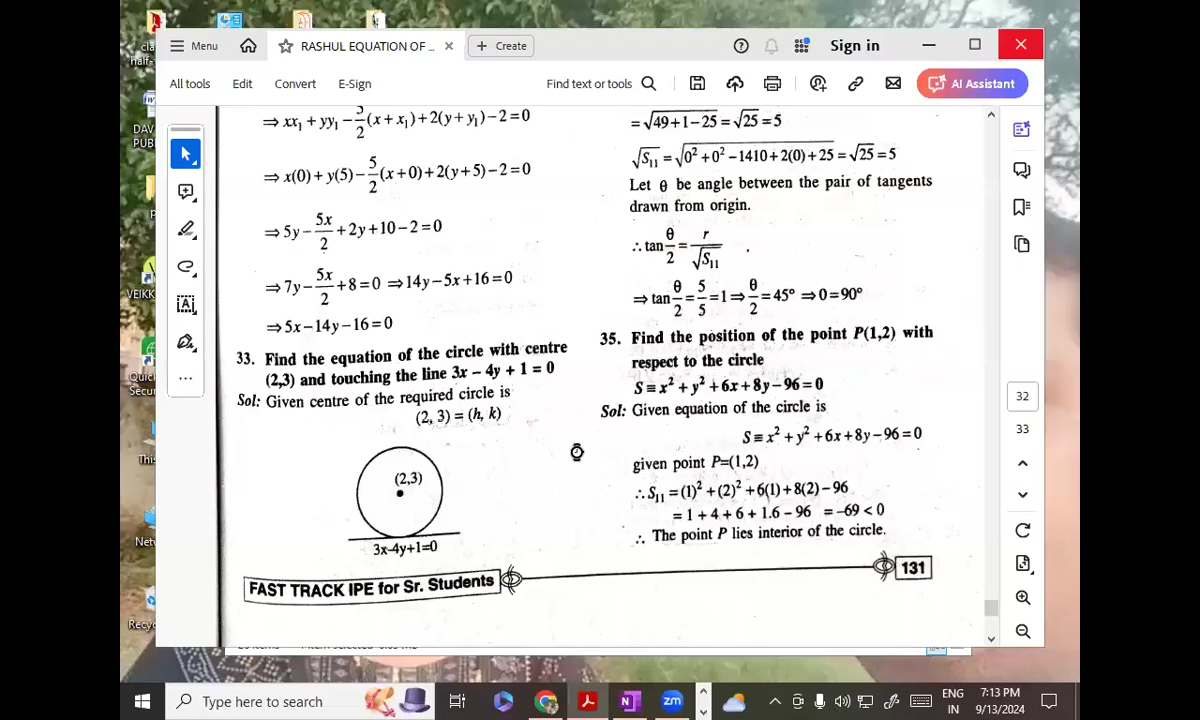 Menu
RASHUL EQUATION OF ...
Create
Sign in
All tools
Edit
Convert
E-Sign
Find text or tools
AI Assistant
⇒ xx₁ + yy₁ − 5/2 (x + x₁) + 2(y + y₁) − 2 = 0
⇒ x(0) + y(5) − 5/2 (x + 0) + 2(y + 5) − 2 = 0
⇒ 5y − 5x/2 + 2y + 10 − 2 = 0
⇒ 7y − 5x/2 + 8 = 0 ⇒ 14y − 5x + 16 = 0
⇒ 5x − 14y − 16 = 0
33. Find the equation of the circle with centre
(2,3) and touching the line 3x − 4y + 1 = 0
Sol: Given centre of the required circle is
(2, 3) = (h, k)
(2,3)
3x-4y+1=0
= √49 + 1 − 25 = √25 = 5
√S₁₁ = √0² + 0² − 1410 + 2(0) + 25 = √25 = 5
Let θ be angle between the pair of tangents
drawn from origin.
∴ tan θ/2 = r/√S₁₁
⇒ tan θ/2 = 5/5 = 1 ⇒ θ/2 = 45° ⇒ 0 = 90°
35. Find the position of the point P(1,2) with
respect to the circle
S ≡ x² + y² + 6x + 8y − 96 = 0
Sol: Given equation of the circle is
S ≡ x² + y² + 6x + 8y − 96 = 0
given point P=(1,2)
∴ S₁₁ = (1)² + (2)² + 6(1) + 8(2) − 96
= 1 + 4 + 6 + 1.6 − 96 = −69 < 0
∴ The point P lies interior of the circle.
FAST TRACK IPE for Sr. Students
131
32
33
Type here to search
ENG
IN
7:13 PM
9/13/2024